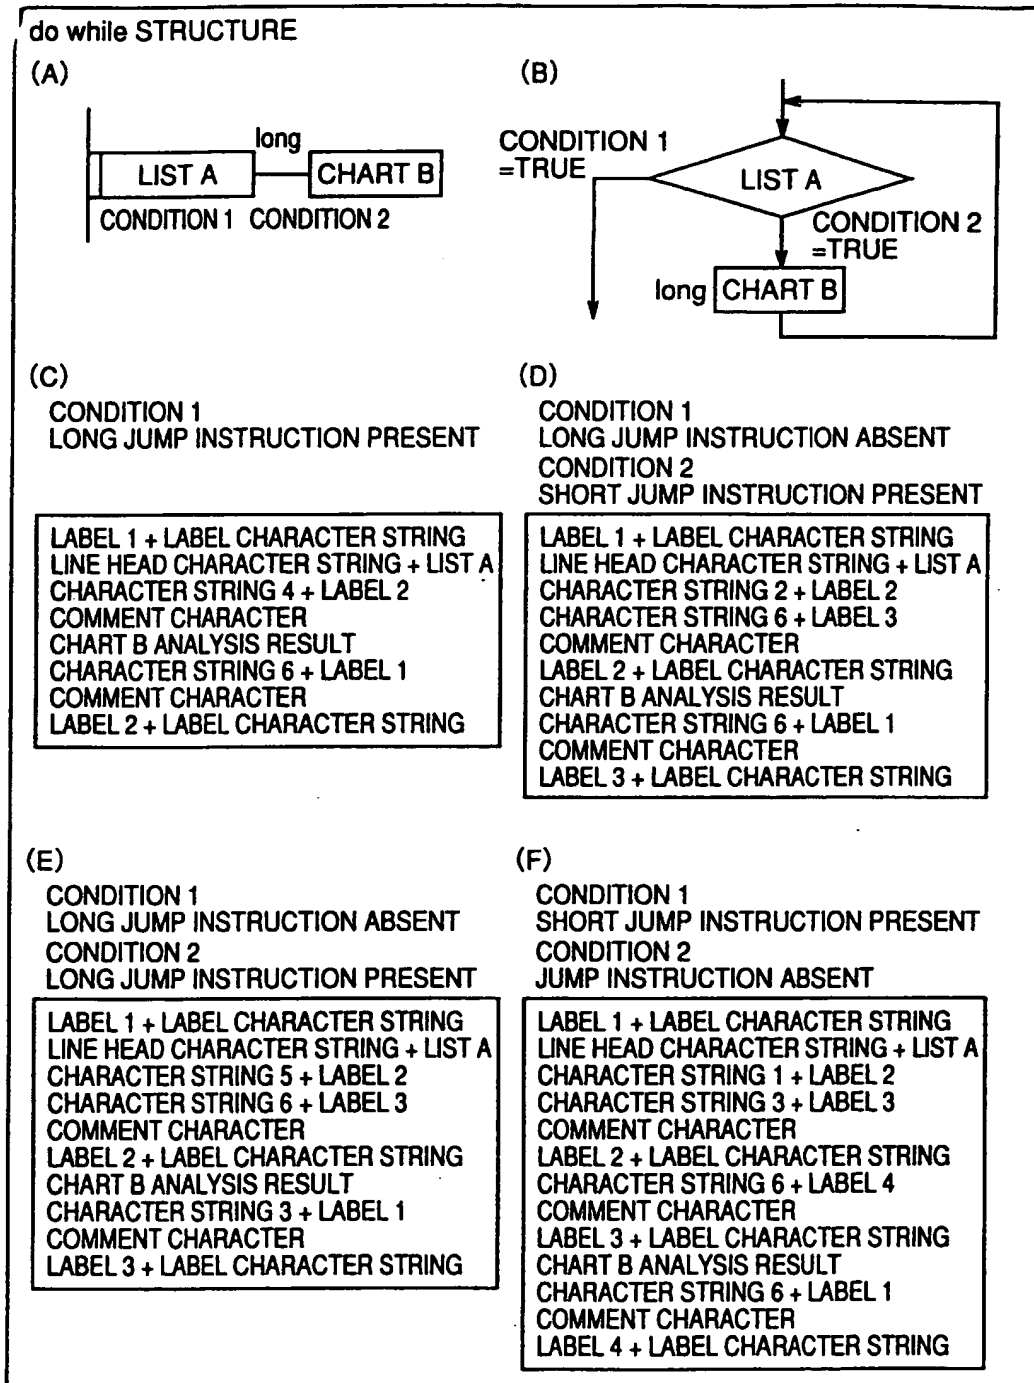 do while STRUCTURE
(A)
long
LIST A
CHART B
CONDITION 1 CONDITION 2
(B)
CONDITION 1
=TRUE
LIST A
CONDITION 2
=TRUE
long
CHART B
(C)
CONDITION 1
LONG JUMP INSTRUCTION PRESENT
LABEL 1 + LABEL CHARACTER STRING
LINE HEAD CHARACTER STRING + LIST A
CHARACTER STRING 4 + LABEL 2
COMMENT CHARACTER
CHART B ANALYSIS RESULT
CHARACTER STRING 6 + LABEL 1
COMMENT CHARACTER
LABEL 2 + LABEL CHARACTER STRING
(D)
CONDITION 1
LONG JUMP INSTRUCTION ABSENT
CONDITION 2
SHORT JUMP INSTRUCTION PRESENT
LABEL 1 + LABEL CHARACTER STRING
LINE HEAD CHARACTER STRING + LIST A
CHARACTER STRING 2 + LABEL 2
CHARACTER STRING 6 + LABEL 3
COMMENT CHARACTER
LABEL 2 + LABEL CHARACTER STRING
CHART B ANALYSIS RESULT
CHARACTER STRING 6 + LABEL 1
COMMENT CHARACTER
LABEL 3 + LABEL CHARACTER STRING
(E)
CONDITION 1
LONG JUMP INSTRUCTION ABSENT
CONDITION 2
LONG JUMP INSTRUCTION PRESENT
LABEL 1 + LABEL CHARACTER STRING
LINE HEAD CHARACTER STRING + LIST A
CHARACTER STRING 5 + LABEL 2
CHARACTER STRING 6 + LABEL 3
COMMENT CHARACTER
LABEL 2 + LABEL CHARACTER STRING
CHART B ANALYSIS RESULT
CHARACTER STRING 3 + LABEL 1
COMMENT CHARACTER
LABEL 3 + LABEL CHARACTER STRING
(F)
CONDITION 1
SHORT JUMP INSTRUCTION PRESENT
CONDITION 2
JUMP INSTRUCTION ABSENT
LABEL 1 + LABEL CHARACTER STRING
LINE HEAD CHARACTER STRING + LIST A
CHARACTER STRING 1 + LABEL 2
CHARACTER STRING 3 + LABEL 3
COMMENT CHARACTER
LABEL 2 + LABEL CHARACTER STRING
CHARACTER STRING 6 + LABEL 4
COMMENT CHARACTER
LABEL 3 + LABEL CHARACTER STRING
CHART B ANALYSIS RESULT
CHARACTER STRING 6 + LABEL 1
COMMENT CHARACTER
LABEL 4 + LABEL CHARACTER STRING